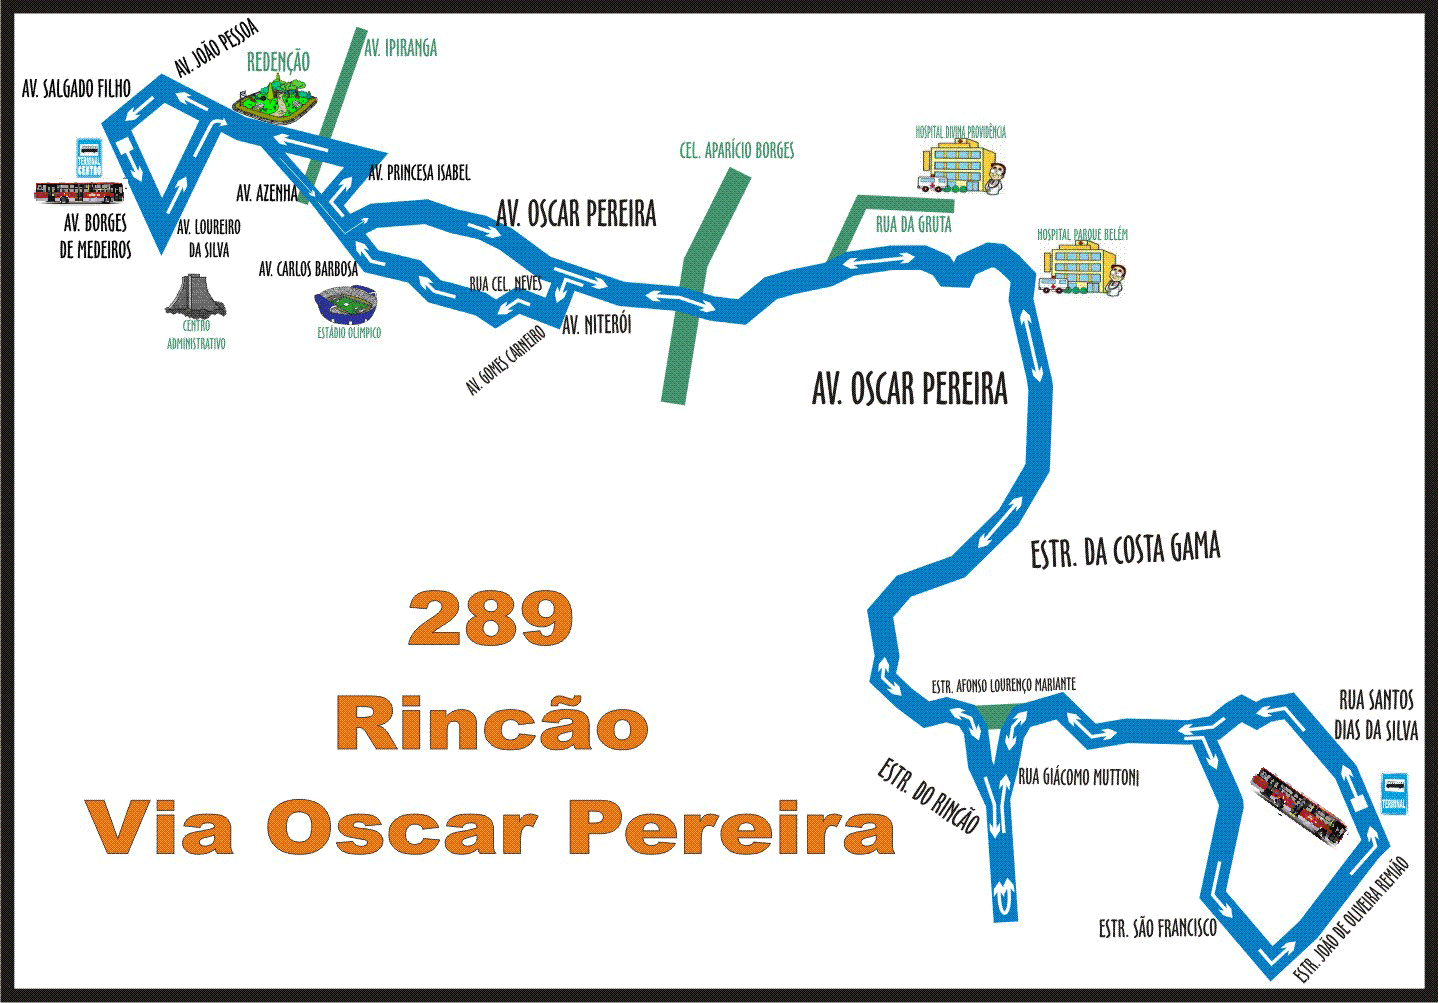 AV. JOÃO PESSOA
REDENÇÃO
AV. IPIRANGA
AV. SALGADO FILHO
TERMINAL
CENTRO
AV. BORGES
DE MEDEIROS
AV. LOUREIRO
DA SILVA
CENTRO
ADMINISTRATIVO
AV. AZENHA
AV. PRINCESA ISABEL
AV. CARLOS BARBOSA
ESTÁDIO OLÍMPICO
AV. OSCAR PEREIRA
RUA CEL. NEVES
AV. GOMES CARNEIRO
AV. NITERÓI
CEL. APARÍCIO BORGES
HOSPITAL DIVINA PROVIDÊNCIA
RUA DA GRUTA
HOSPITAL PARQUE BELÉM
AV. OSCAR PEREIRA
ESTR. DA COSTA GAMA
289
Rincão
Via Oscar Pereira
ESTR. AFONSO LOURENÇO MARIANTE
ESTR. DO RINCÃO
RUA GIÁCOMO MUTTONI
RUA SANTOS
DIAS DA SILVA
TERMINAL
ESTR. SÃO FRANCISCO
ESTR. JOÃO DE OLIVEIRA REMIÃO